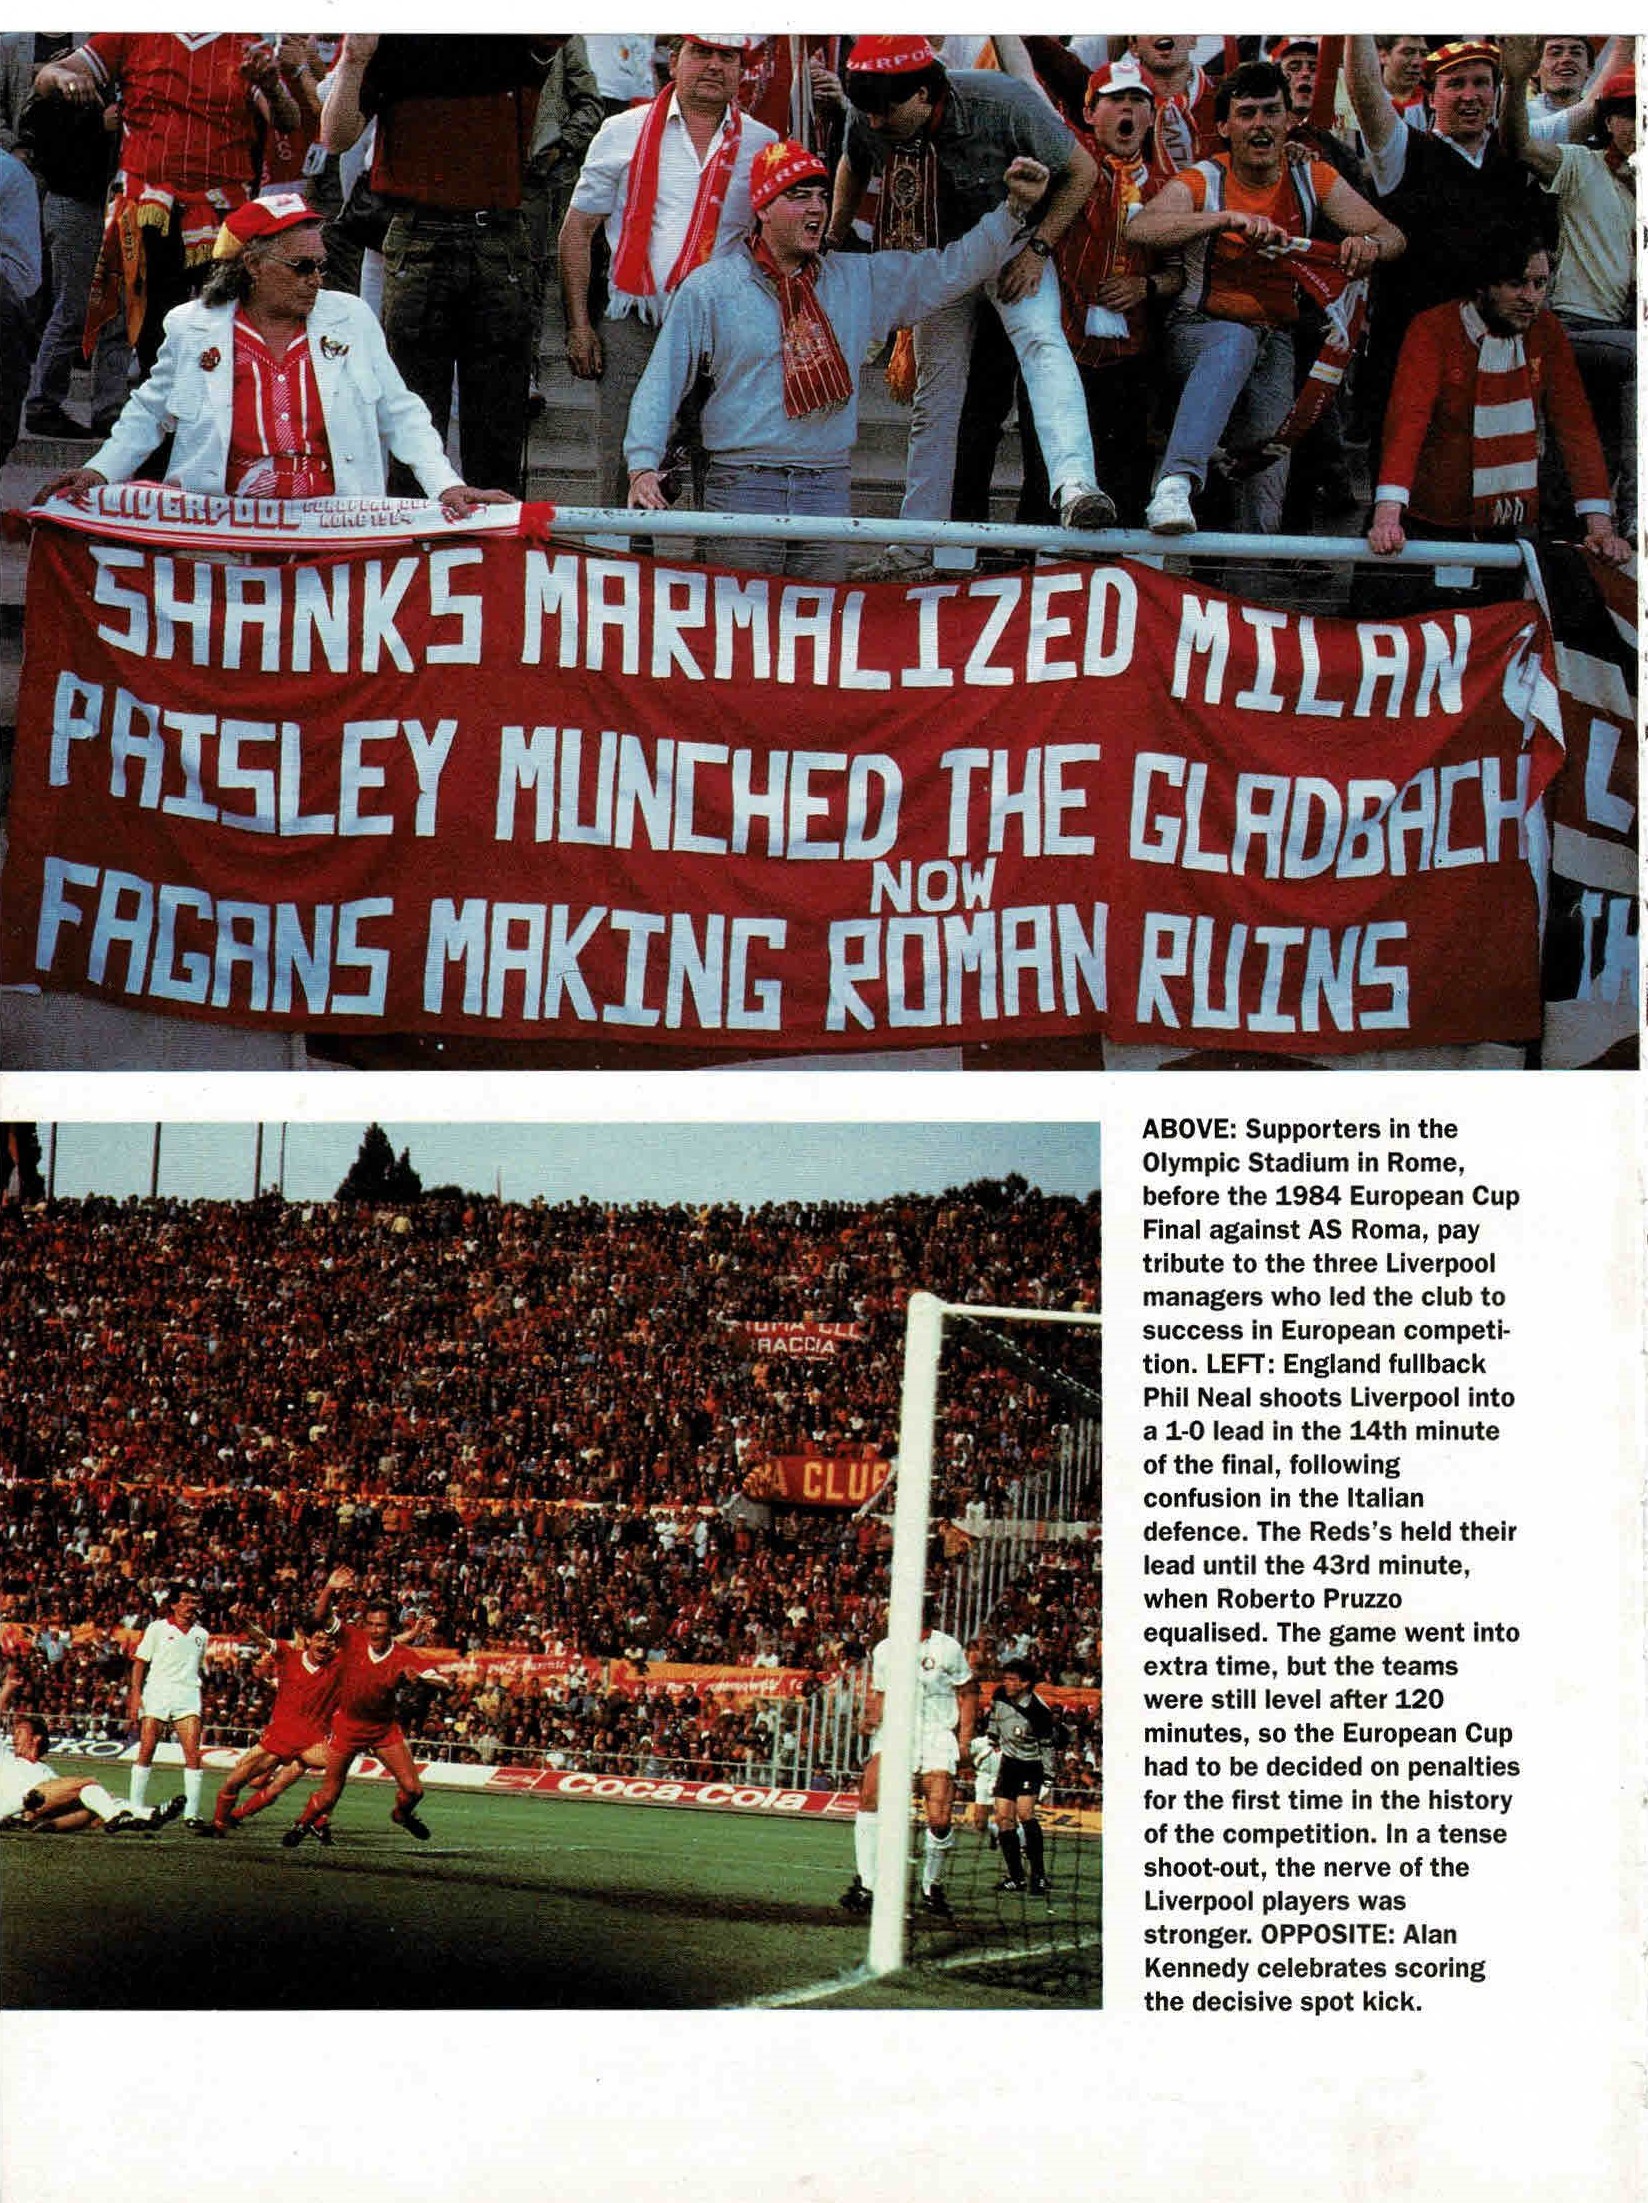 LIVERPOOL EUROPEAN CUP
ROME 1984
SHANKS MARMALIZED MILAN
PAISLEY MUNCHED THE GLADBACH
NOW
FAGANS MAKING ROMAN RUINS
ABOVE: Supporters in the
Olympic Stadium in Rome,
before the 1984 European Cup
Final against AS Roma, pay
tribute to the three Liverpool
managers who led the club to
success in European competi-
tion. LEFT: England fullback
Phil Neal shoots Liverpool into
a 1-0 lead in the 14th minute
of the final, following
confusion in the Italian
defence. The Reds's held their
lead until the 43rd minute,
when Roberto Pruzzo
equalised. The game went into
extra time, but the teams
were still level after 120
minutes, so the European Cup
had to be decided on penalties
for the first time in the history
of the competition. In a tense
shoot-out, the nerve of the
Liverpool players was
stronger. OPPOSITE: Alan
Kennedy celebrates scoring
the decisive spot kick.
CLUB
Coca-Cola